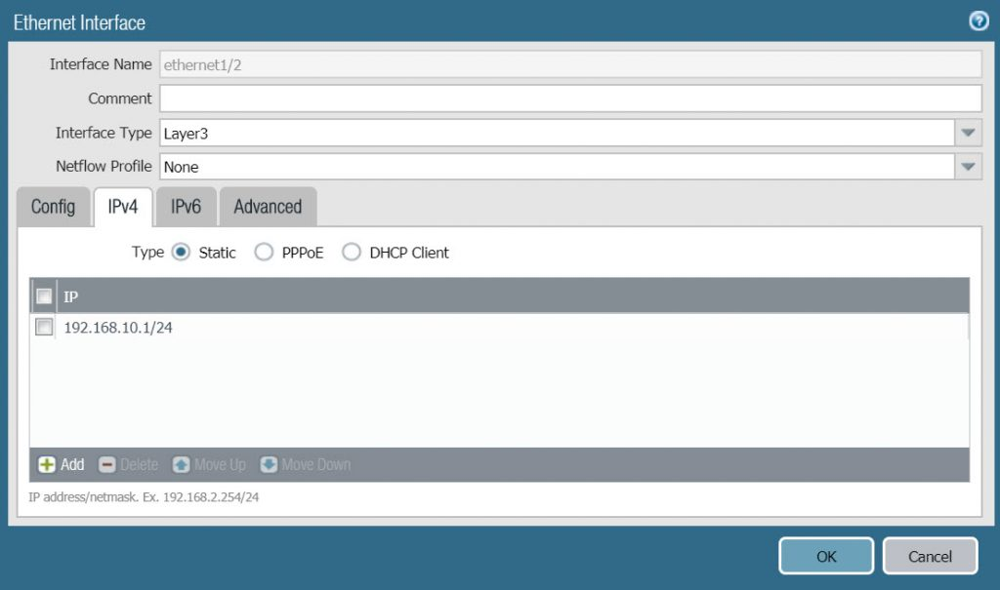 Ethernet Interface
Interface Name ethernet1/2
Comment
Interface Type Layer3
Netflow Profile None
Config IPv4 IPv6 Advanced
Type Static PPPoE DHCP Client
IP
192.168.10.1/24
Add Delete Move Up Move Down
IP address/netmask. Ex. 192.168.2.254/24
OK Cancel